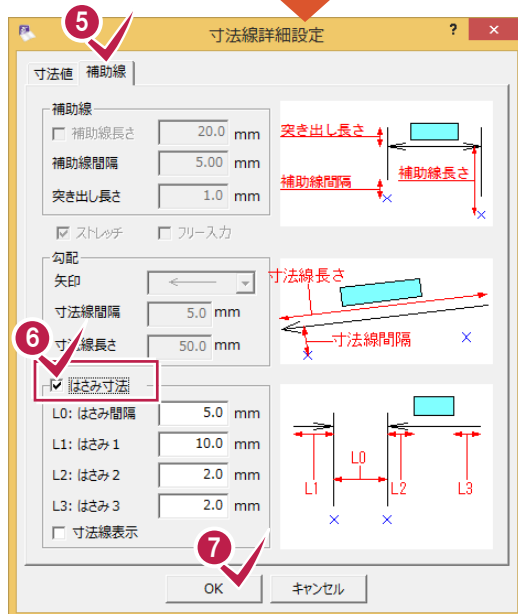 5
寸法線詳細設定 ? ×
寸法値 補助線
補助線
補助線長さ 20.0 mm
補助線間隔 5.00 mm
突き出し長さ 1.0 mm
突き出し長さ
補助線間隔
補助線長さ
ストレッチ フリー入力
勾配
矢印
寸法線間隔 5.0 mm
寸法線長さ 50.0 mm
寸法線長さ
寸法線間隔
6
はさみ寸法
L0: はさみ間隔 5.0 mm
L1: はさみ 1 10.0 mm
L2: はさみ 2 2.0 mm
L3: はさみ 3 2.0 mm
寸法線表示
L0
L1 L2 L3
7
OK キャンセル